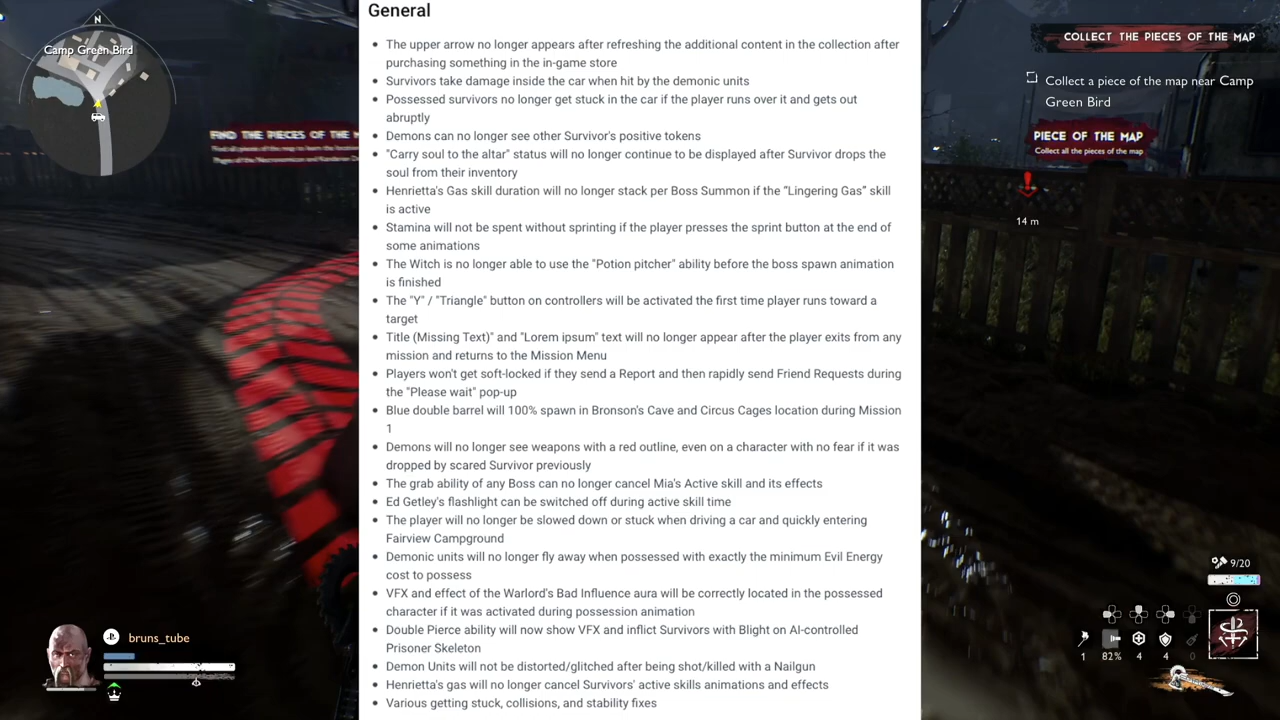 N
Camp Green Bird
FIND THE PIECES OF THE M
General
The upper arrow no longer appears after refreshing the additional content in the collection after
purchasing something in the in-game store
Survivors take damage inside the car when hit by the demonic units
Possessed survivors no longer get stuck in the car if the player runs over it and gets out
abruptly
Demons can no longer see other Survivor's positive tokens
"Carry soul to the altar" status will no longer continue to be displayed after Survivor drops the
soul from their inventory
Henrietta's Gas skill duration will no longer stack per Boss Summon if the “Lingering Gas” skill
is active
Stamina will not be spent without sprinting if the player presses the sprint button at the end of
some animations
The Witch is no longer able to use the "Potion pitcher" ability before the boss spawn animation
is finished
The "Y" / "Triangle" button on controllers will be activated the first time player runs toward a
target
Title (Missing Text)" and "Lorem ipsum" text will no longer appear after the player exits from any
mission and returns to the Mission Menu
Players won't get soft-locked if they send a Report and then rapidly send Friend Requests during
the "Please wait" pop-up
Blue double barrel will 100% spawn in Bronson's Cave and Circus Cages location during Mission
1
Demons will no longer see weapons with a red outline, even on a character with no fear if it was
dropped by scared Survivor previously
The grab ability of any Boss can no longer cancel Mia's Active skill and its effects
Ed Getley's flashlight can be switched off during active skill time
The player will no longer be slowed down or stuck when driving a car and quickly entering
Fairview Campground
Demonic units will no longer fly away when possessed with exactly the minimum Evil Energy
cost to possess
VFX and effect of the Warlord's Bad Influence aura will be correctly located in the possessed
character if it was activated during possession animation
Double Pierce ability will now show VFX and inflict Survivors with Blight on AI-controlled
Prisoner Skeleton
Demon Units will not be distorted/glitched after being shot/killed with a Nailgun
Henrietta's gas will no longer cancel Survivors' active skills animations and effects
Various getting stuck, collisions, and stability fixes
COLLECT THE PIECES OF THE MAP
Collect a piece of the map near Camp
Green Bird
PIECE OF THE MAP
Collect all the pieces of the map
14 m
bruns_tube
9/20
1 82% 4 4 0